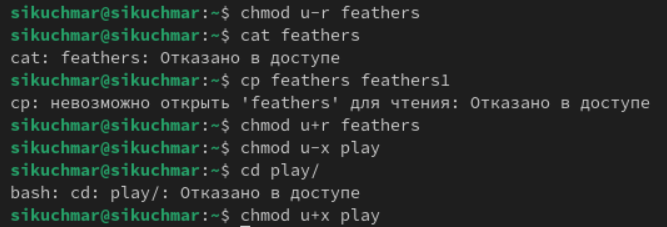 sikuchmar@sikuchmar:~$ chmod u-r feathers
sikuchmar@sikuchmar:~$ cat feathers
cat: feathers: Отказано в доступе
sikuchmar@sikuchmar:~$ cp feathers feathers1
cp: невозможно открыть 'feathers' для чтения: Отказано в доступе
sikuchmar@sikuchmar:~$ chmod u+r feathers
sikuchmar@sikuchmar:~$ chmod u-x play
sikuchmar@sikuchmar:~$ cd play/
bash: cd: play/: Отказано в доступе
sikuchmar@sikuchmar:~$ chmod u+x play